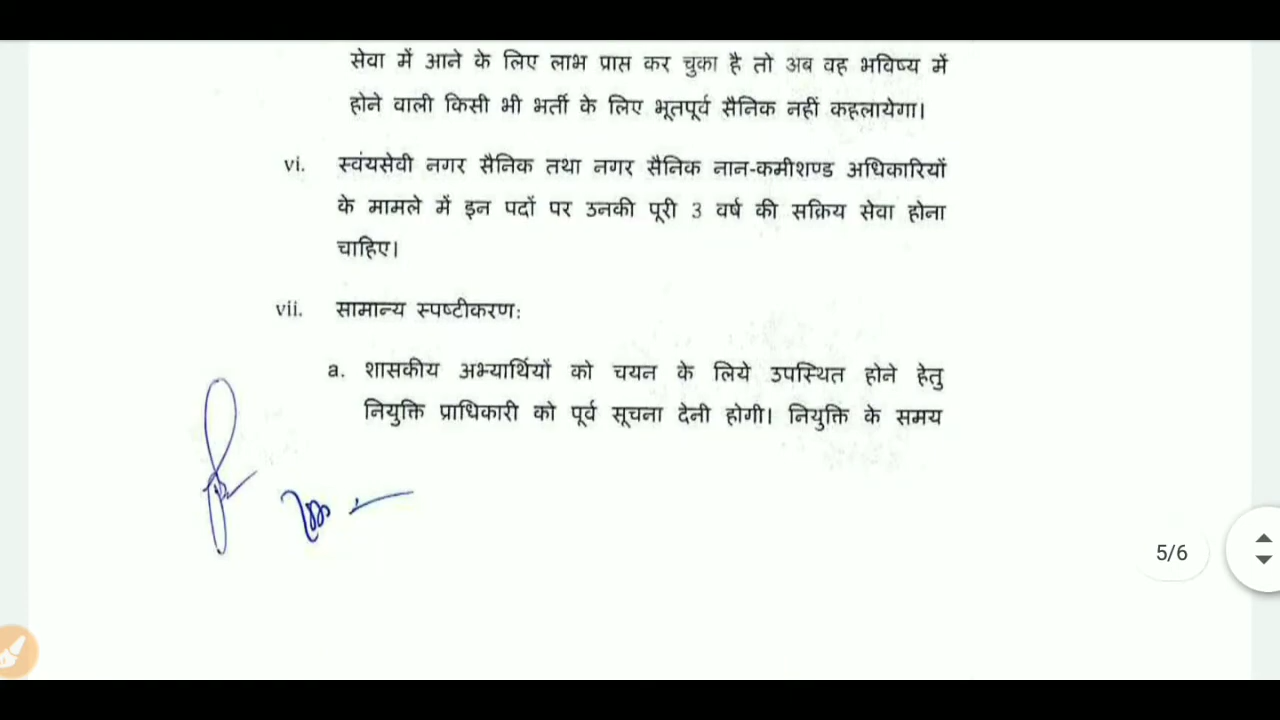 सेवा में आने के लिए लाभ प्राप्त कर चुका है तो अब वह भविष्य में
होने वाली किसी भी भर्ती के लिए भूतपूर्व सैनिक नहीं कहलायेगा।
vi. स्वंयसेवी नगर सैनिक तथा नगर सैनिक नान-कमीशण्ड अधिकारियों
के मामले में इन पदों पर उनकी पूरी 3 वर्ष की सक्रिय सेवा होना
चाहिए।
vii. सामान्य स्पष्टीकरण:
a. शासकीय अभ्यार्थियों को चयन के लिये उपस्थित होने हेतु
नियुक्ति प्राधिकारी को पूर्व सूचना देनी होगी। नियुक्ति के समय
5/6